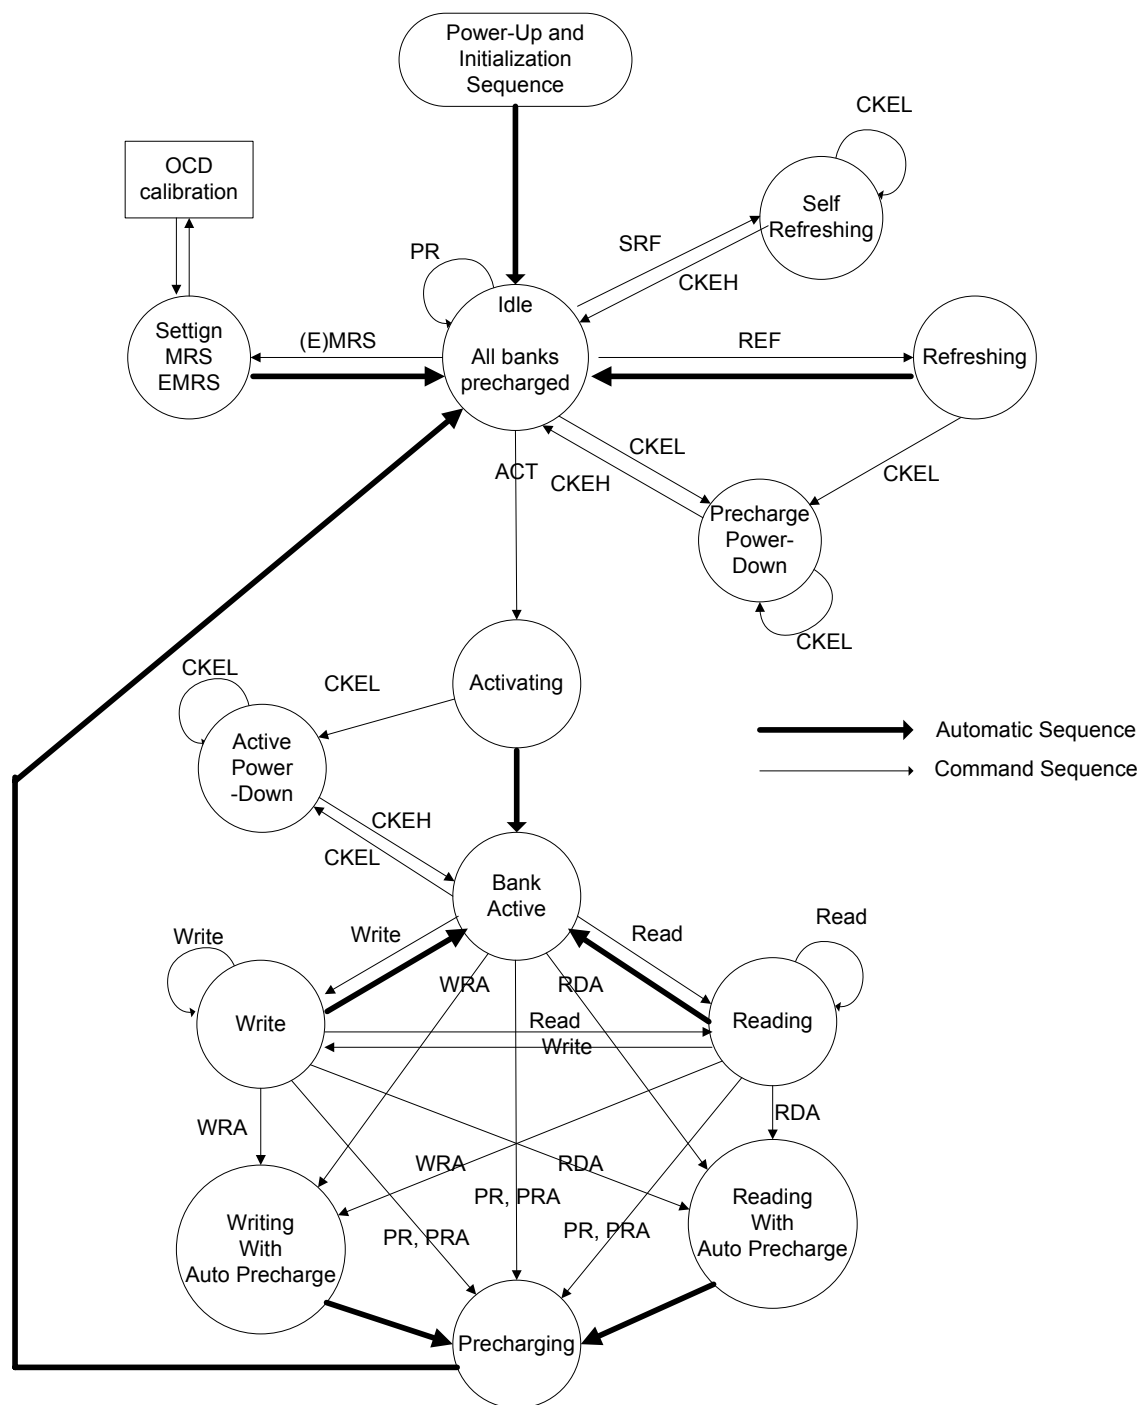 Power-Up and
Initialization
Sequence
CKEL
OCD
calibration
Self
Refreshing
SRF
PR
CKEH
Idle
Settign
MRS
EMRS
(E)MRS
All banks
precharged
REF
Refreshing
CKEL
ACT
CKEH
CKEL
Precharge
Power-
Down
CKEL
CKEL
CKEL
Activating
Active
Power
-Down
Automatic Sequence
Command Sequence
CKEH
CKEL
Bank
Active
Write
Write
Read
Read
WRA
RDA
Write
Read
Write
Reading
WRA
RDA
WRA
RDA
PR, PRA
Writing
With
Auto Precharge
Reading
With
Auto Precharge
PR, PRA
PR, PRA
Precharging